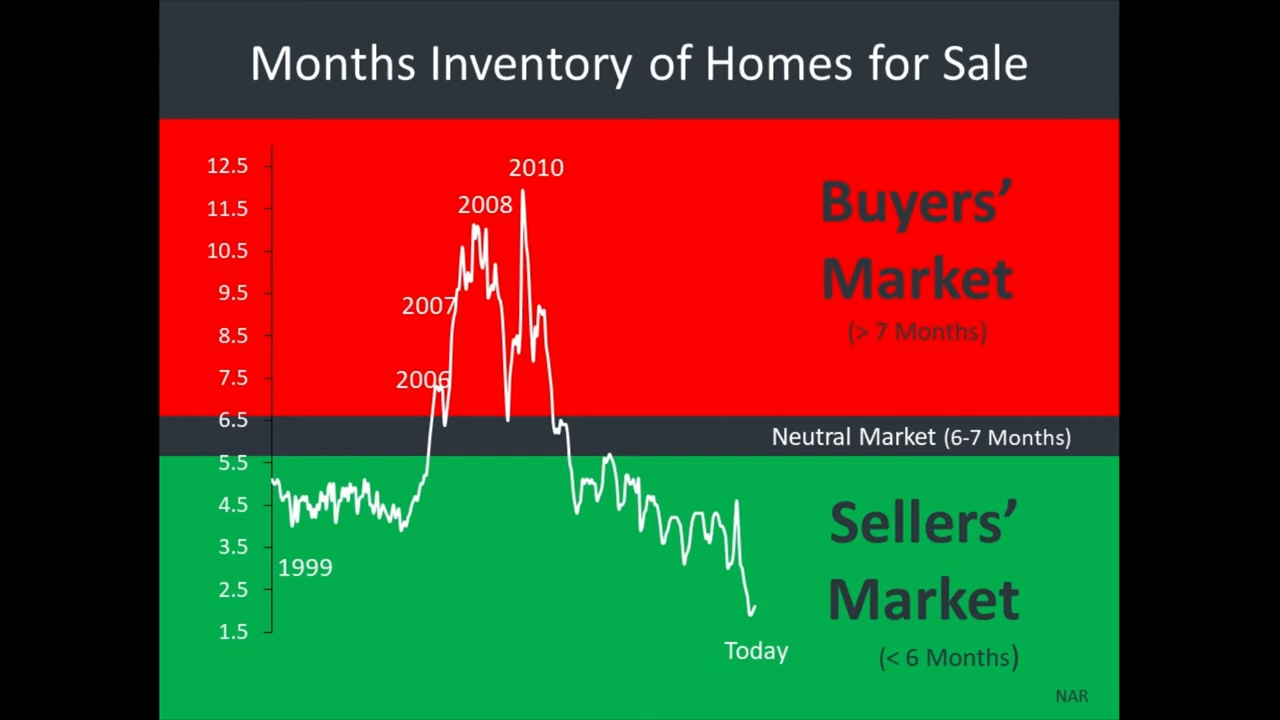 Months Inventory of Homes for Sale
12.5
11.5
10.5
9.5
8.5
7.5
6.5
5.5
4.5
3.5
2.5
1.5
2010
2008
2007
2006
1999
Today
Buyers’
Market
(> 7 Months)
Neutral Market (6-7 Months)
Sellers’
Market
(< 6 Months)
NAR